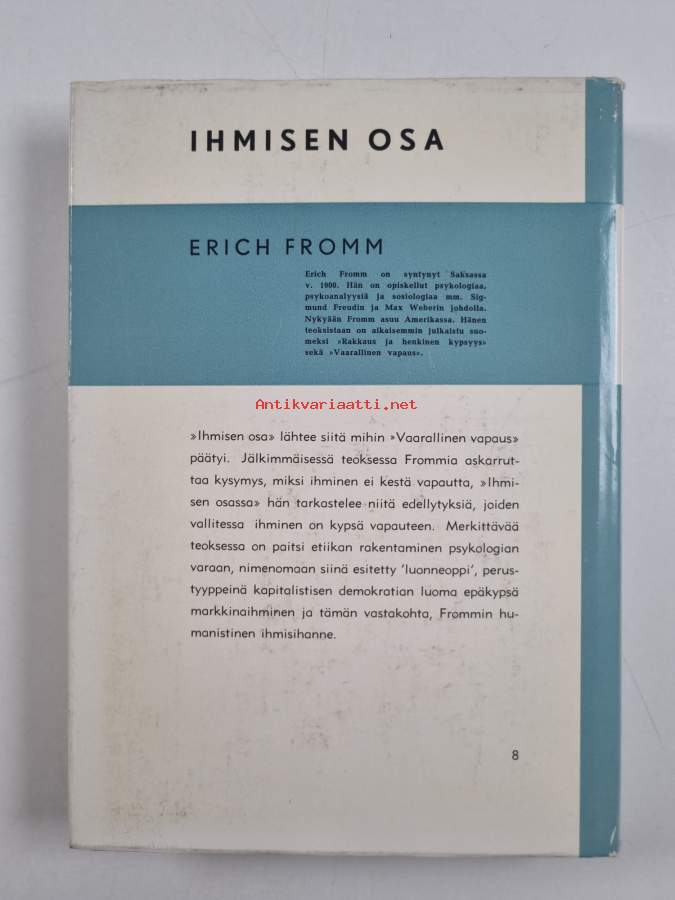 IHMISEN OSA
ERICH FROMM
Erich Fromm on syntynyt Saksassa
v. 1900. Hän on opiskellut psykologiaa,
psykoanalyysiä ja sosiologiaa mm. Sig-
mund Freudin ja Max Weberin johdolla.
Nykyään Fromm asuu Amerikassa. Hänen
teoksistaan on aikaisemmin julkaistu suo-
meksi »Rakkaus ja henkinen kypsyys»
sekä »Vaarallinen vapaus».
Antikvariaatti.net
»Ihmisen osa» lähtee siitä mihin »Vaarallinen vapaus»
päätyi. Jälkimmäisessä teoksessa Frommia askarrut-
taa kysymys, miksi ihminen ei kestä vapautta, »Ihmi-
sen osassa» hän tarkastelee niitä edellytyksiä, joiden
vallitessa ihminen on kypsä vapauteen. Merkittävää
teoksessa on paitsi etiikan rakentaminen psykologian
varaan, nimenomaan siinä esitetty 'luonneoppi', perus-
tyyppeinä kapitalistisen demokratian luoma epäkypsä
markkinaihminen ja tämän vastakohta, Frommin hu-
manistinen ihmisihanne.
8